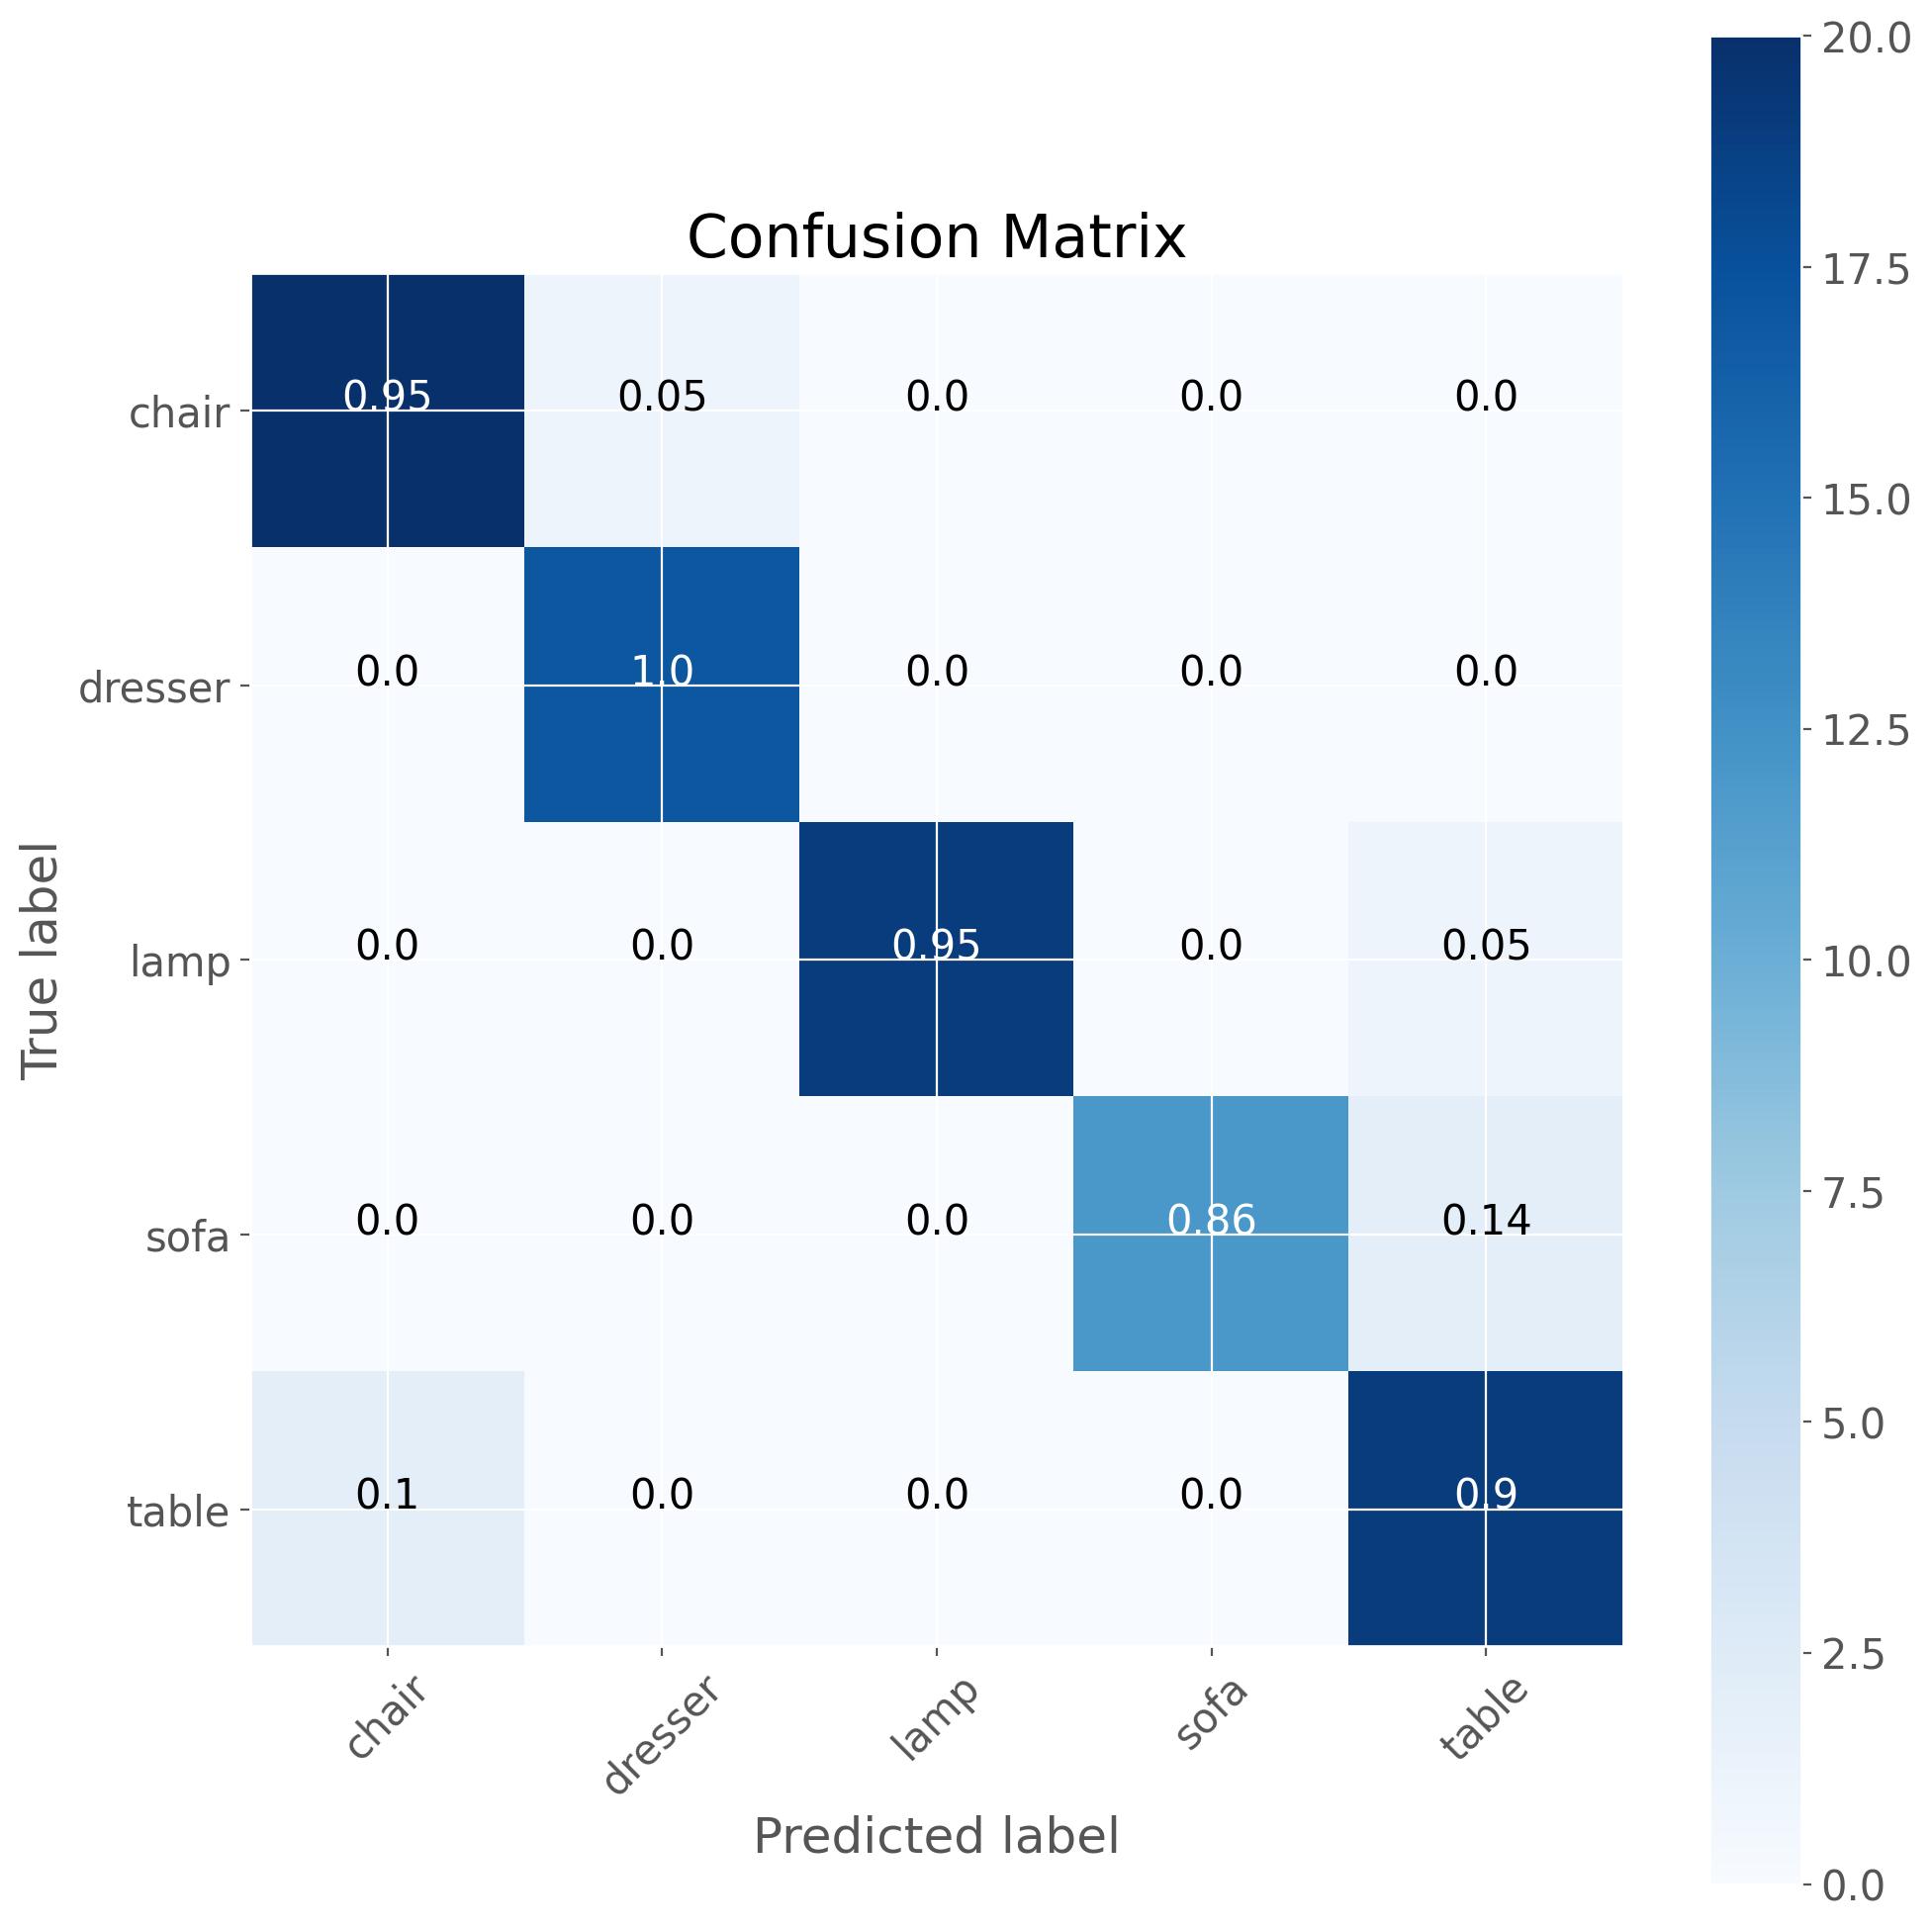 Confusion Matrix
True label
chair 0.95 0.05 0.0 0.0 0.0
dresser 0.0 1.0 0.0 0.0 0.0
lamp 0.0 0.0 0.95 0.0 0.05
sofa 0.0 0.0 0.0 0.86 0.14
table 0.1 0.0 0.0 0.0 0.9
chair dresser lamp sofa table
Predicted label
20.0
17.5
15.0
12.5
10.0
7.5
5.0
2.5
0.0